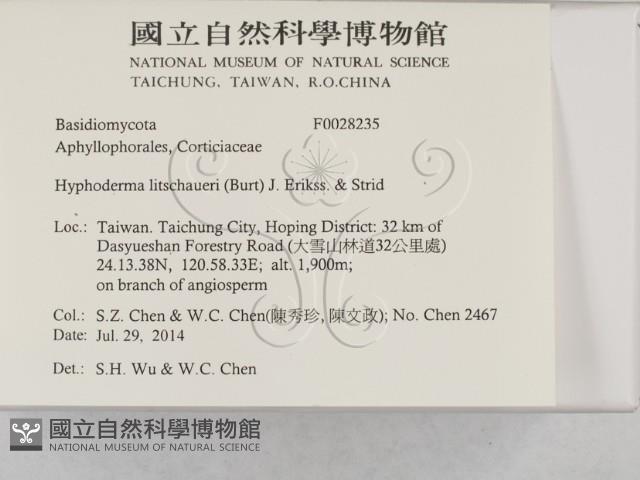 國立自然科學博物館
NATIONAL MUSEUM OF NATURAL SCIENCE
TAICHUNG, TAIWAN, R.O.CHINA
Basidiomycota F0028235
Aphyllophorales, Corticiaceae
Hyphoderma litschaueri (Burt) J. Erikss. & Strid
Loc.: Taiwan. Taichung City, Hoping District: 32 km of
Dasyueshan Forestry Road (大雪山林道32公里處)
24.13.38N, 120.58.33E; alt. 1,900m;
on branch of angiosperm
Col.: S.Z. Chen & W.C. Chen(陳秀珍, 陳文政); No. Chen 2467
Date: Jul. 29, 2014
Det.: S.H. Wu & W.C. Chen
國立自然科學博物館
NATIONAL MUSEUM OF NATURAL SCIENCE